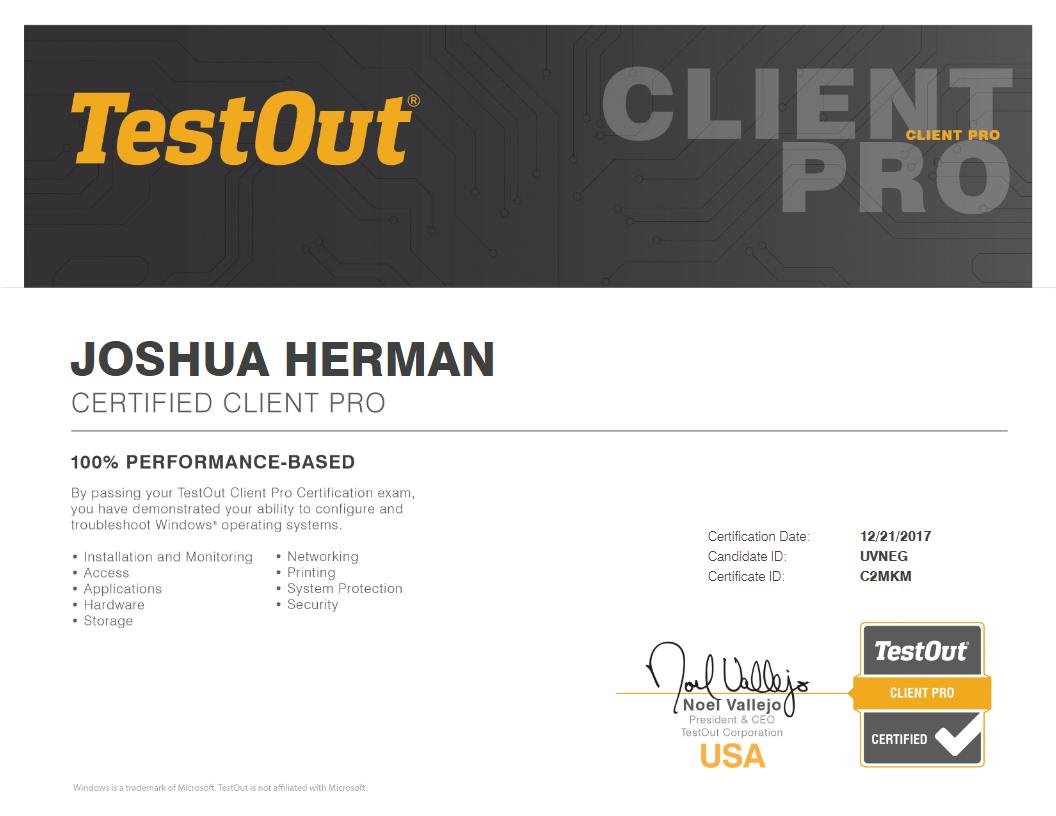 TestOut®
CLIENT
PRO
CLIENT PRO
JOSHUA HERMAN
CERTIFIED CLIENT PRO
100% PERFORMANCE-BASED
By passing your TestOut Client Pro Certification exam,
you have demonstrated your ability to configure and
troubleshoot Windows® operating systems.
• Installation and Monitoring
• Access
• Applications
• Hardware
• Storage
• Networking
• Printing
• System Protection
• Security
Certification Date: 12/21/2017
Candidate ID: UVNEG
Certificate ID: C2MKM
Noel Vallejo
Noel Vallejo
President & CEO
TestOut Corporation
USA
TestOut®
CLIENT PRO
CERTIFIED
Windows is a trademark of Microsoft. TestOut is not affiliated with Microsoft.